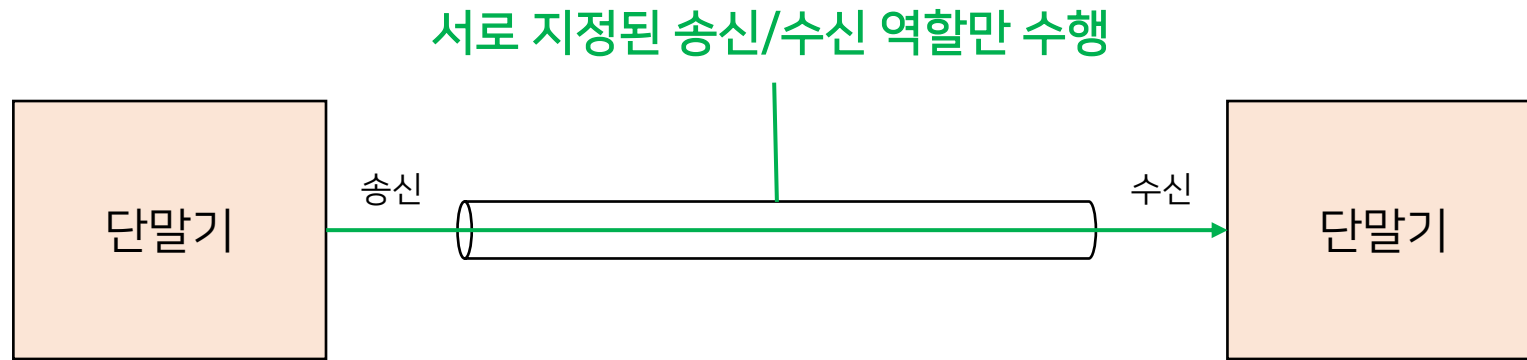 서로 지정된 송신/수신 역할만 수행
송신
수신
단말기
단말기